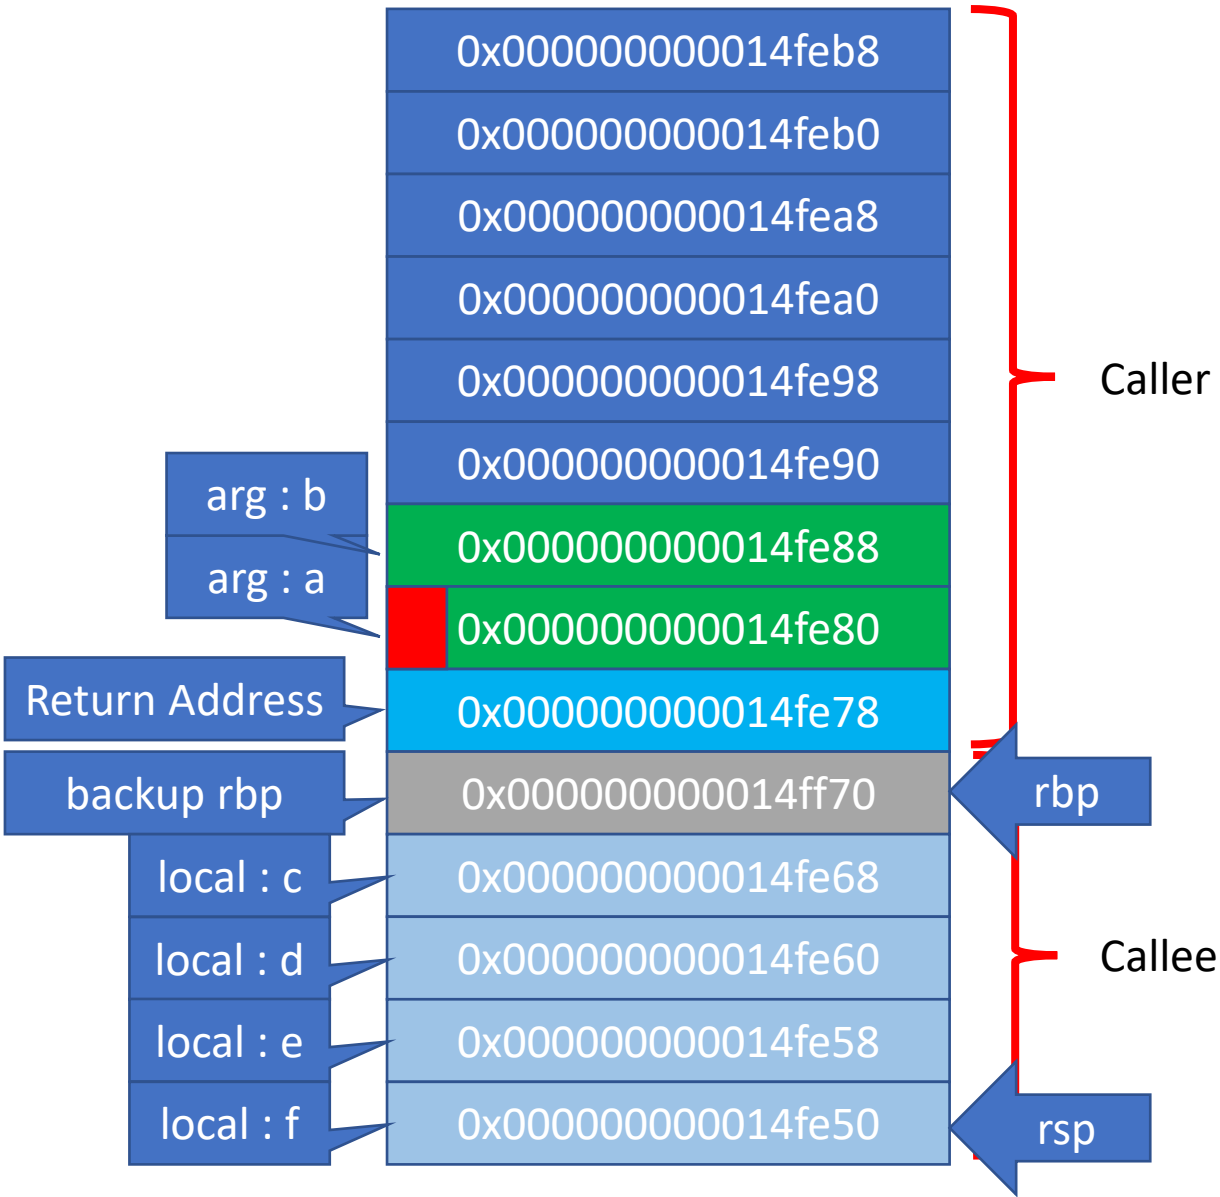 0x000000000014feb8
0x000000000014feb0
0x000000000014fea8
0x000000000014fea0
0x000000000014fe98
Caller
0x000000000014fe90
arg : b
0x000000000014fe88
arg : a
0x000000000014fe80
Return Address
0x000000000014fe78
backup rbp
0x000000000014ff70
rbp
local : c
0x000000000014fe68
local : d
0x000000000014fe60
Callee
local : e
0x000000000014fe58
local : f
0x000000000014fe50
rsp